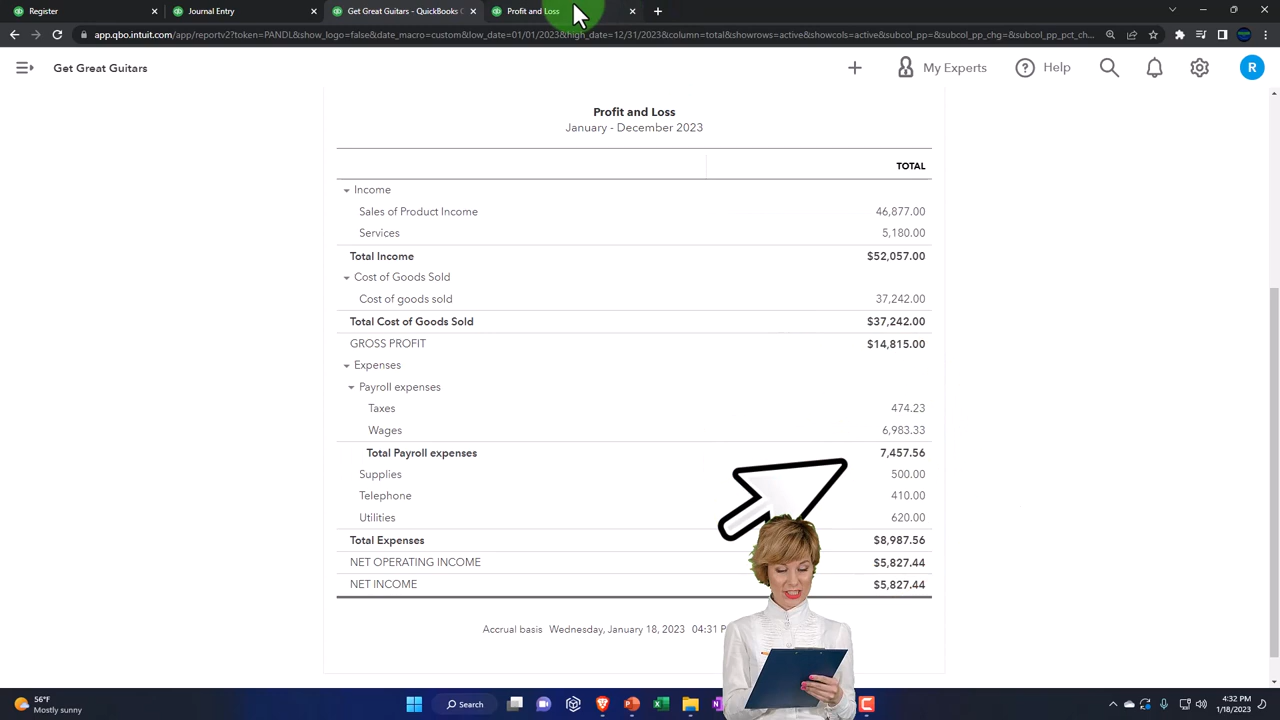 Register
Journal Entry
Get Great Guitars - QuickBooks
Profit and Loss
app.qbo.intuit.com/app/reportv2?token=PANDL&show_logo=false&date_macro=custom&low_date=01/01/2023&high_date=12/31/2023&column=total&showrows=active&showcols=active&subcol_pp=&subcol_pp_chg=&subcol_pp_pct_ch...
Get Great Guitars
My Experts
Help
R
Profit and Loss
January - December 2023
TOTAL
Income
Sales of Product Income 46,877.00
Services 5,180.00
Total Income $52,057.00
Cost of Goods Sold
Cost of goods sold 37,242.00
Total Cost of Goods Sold $37,242.00
GROSS PROFIT $14,815.00
Expenses
Payroll expenses
Taxes 474.23
Wages 6,983.33
Total Payroll expenses 7,457.56
Supplies 500.00
Telephone 410.00
Utilities 620.00
Total Expenses $8,987.56
NET OPERATING INCOME $5,827.44
NET INCOME $5,827.44
Accrual basis Wednesday, January 18, 2023 04:31 P
56°F
Mostly sunny
Search
4:32 PM
1/18/2023